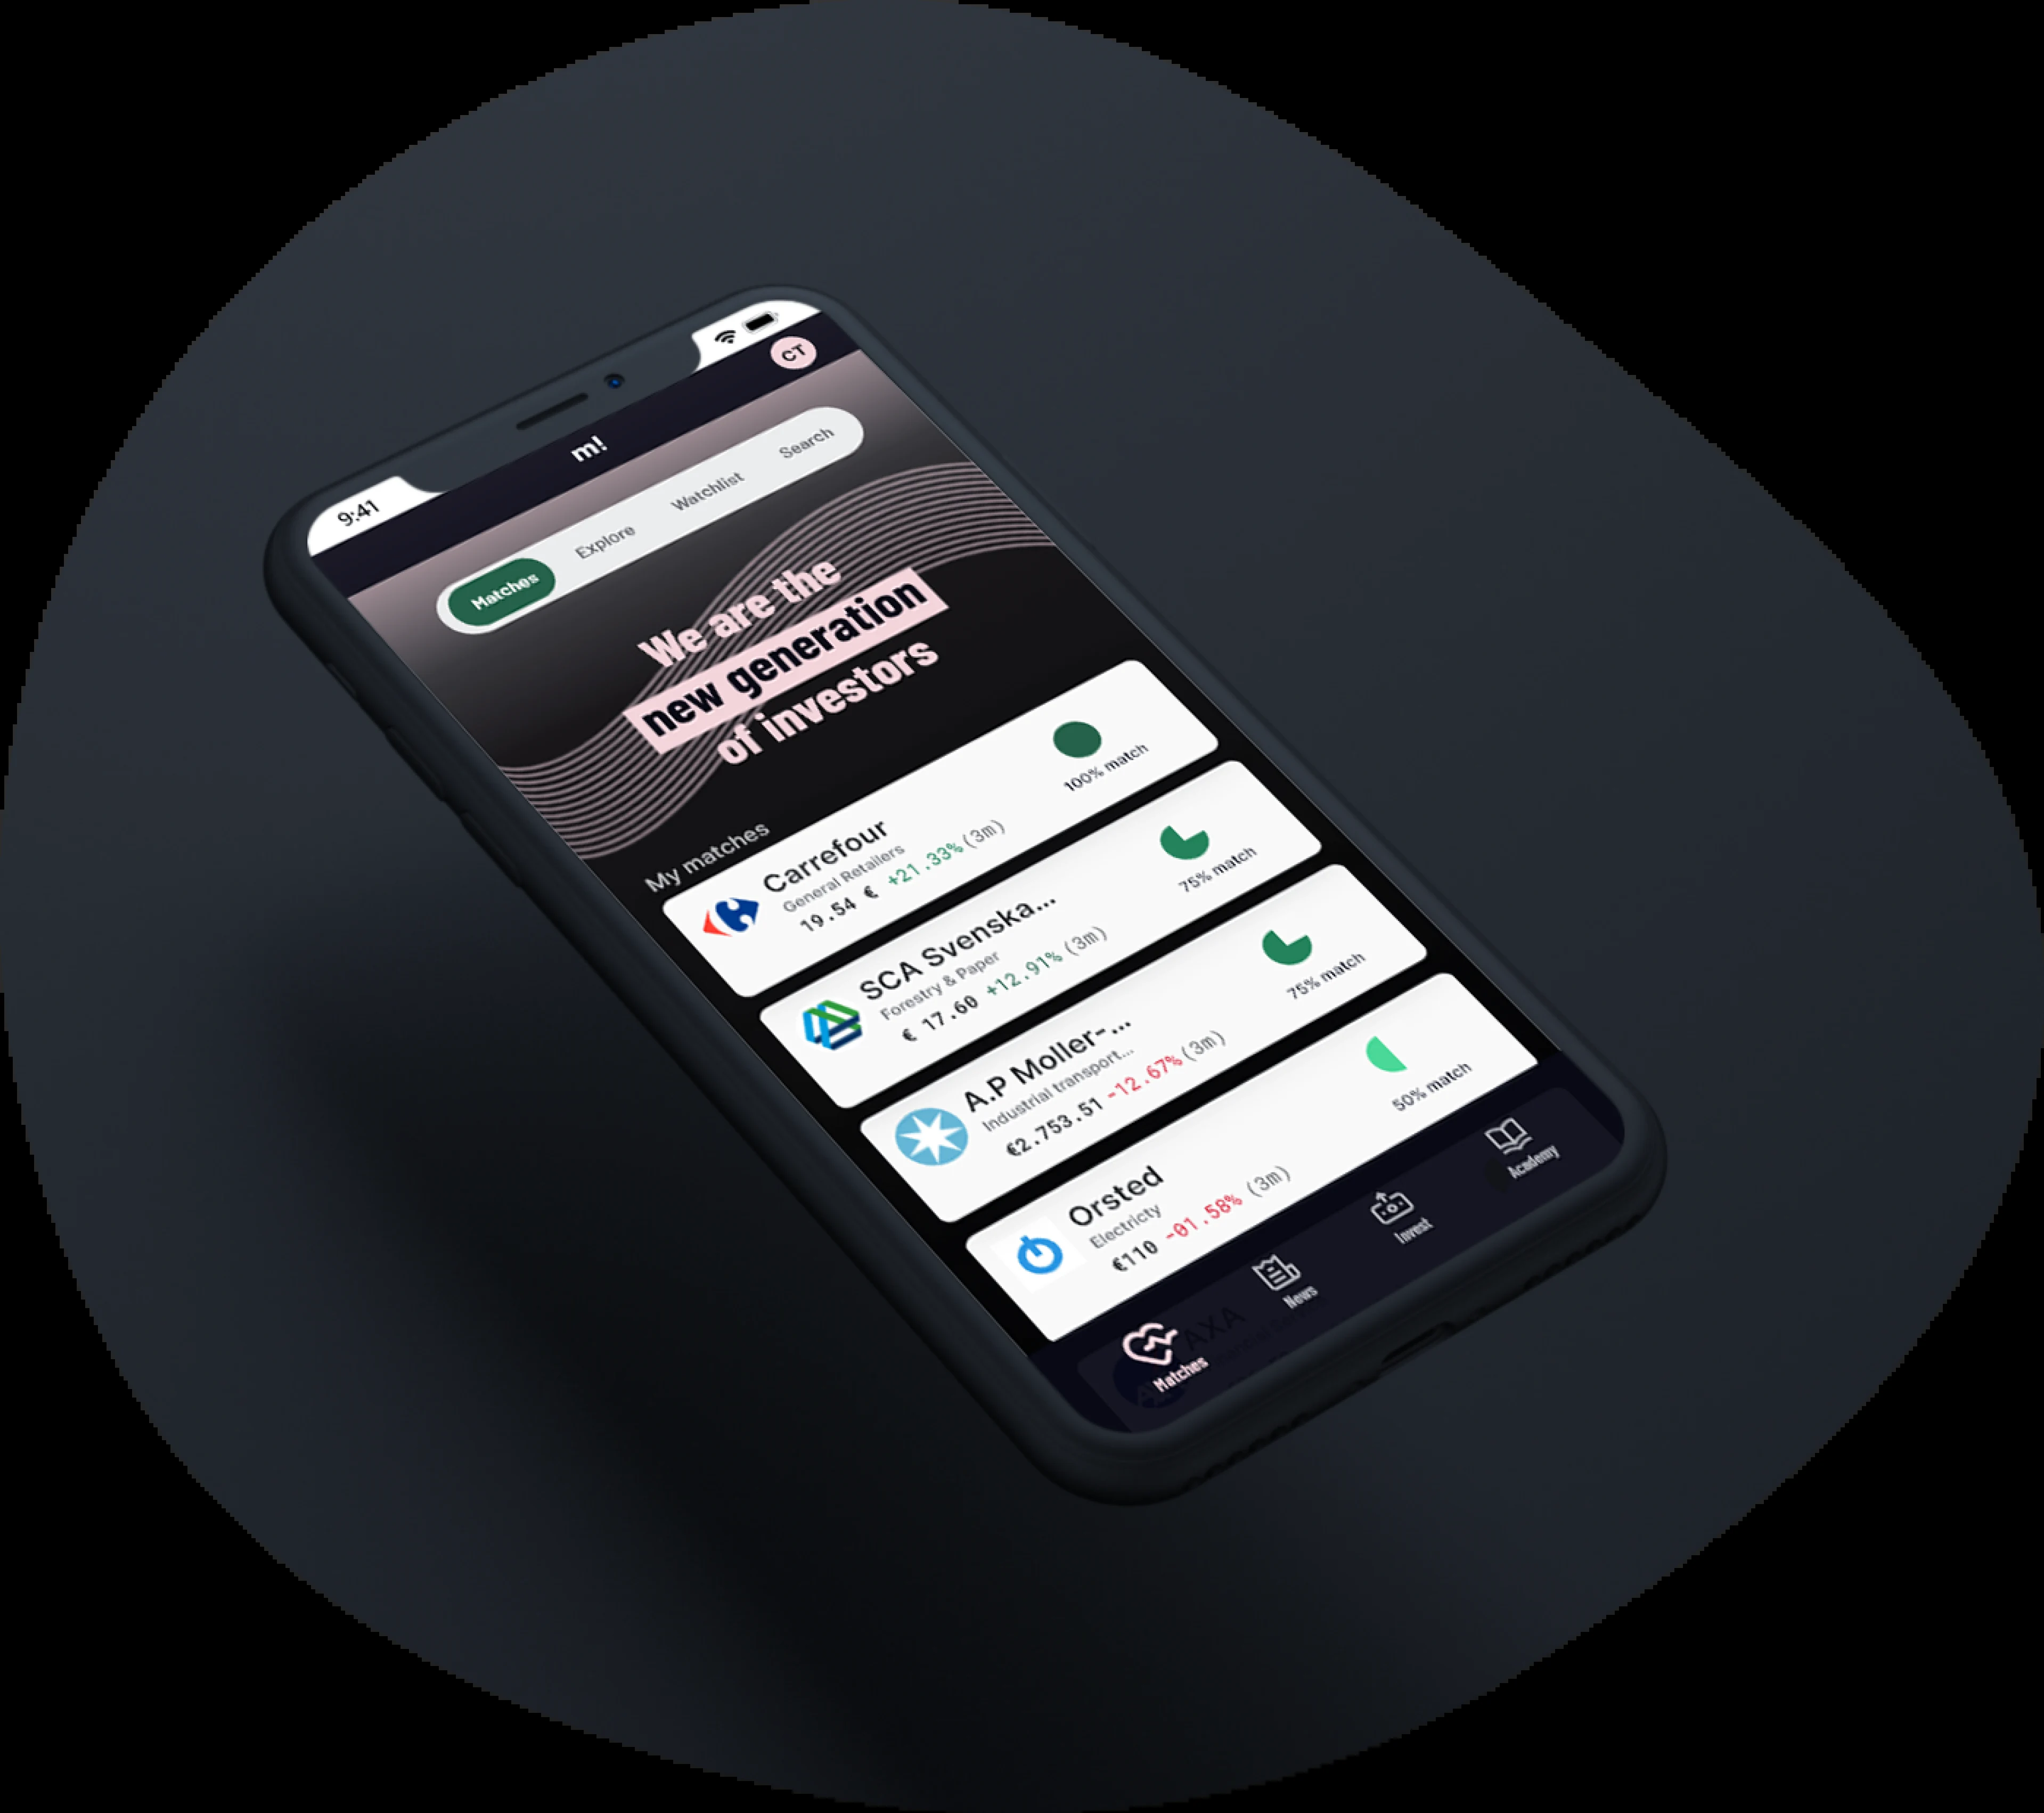 9:41
m!
CT
Matches Explore Watchlist Search
We are the
new generation
of investors
My matches
Carrefour
General Retailers
19.54 € +21.33% (3m)
100% match
SCA Svenska...
Forestry & Paper
€ 17.60 +12.91% (3m)
75% match
A.P Moller-...
Industrial transport...
€2.753.51 -12.67% (3m)
75% match
Orsted
Electricty
€110 -01.58% (3m)
50% match
AXA
Matches News Invest Academy